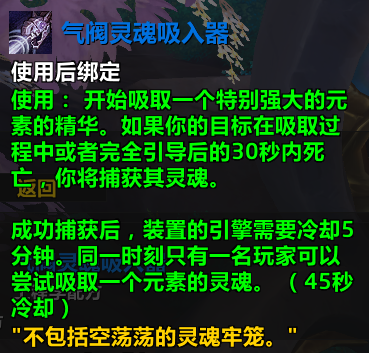 气阀灵魂吸入器
使用后绑定
使用： 开始吸取一个特别强大的元
素的精华。如果你的目标在吸取过
程中或者完全引导后的30秒内死
亡，你将捕获其灵魂。
返回
成功捕获后，装置的引擎需要冷却5
分钟。同一时刻只有一名玩家可以
尝试吸取一个元素的灵魂。 （45秒
冷却）
"不包括空荡荡的灵魂牢笼。"